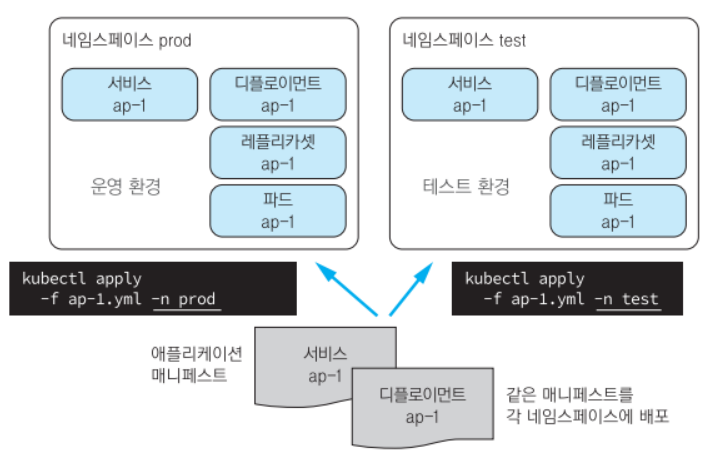 네임스페이스 prod
서비스
ap-1
디플로이먼트
ap-1
레플리카셋
ap-1
운영 환경
파드
ap-1
네임스페이스 test
서비스
ap-1
디플로이먼트
ap-1
레플리카셋
ap-1
테스트 환경
파드
ap-1
kubectl apply
-f ap-1.yml -n prod
kubectl apply
-f ap-1.yml -n test
애플리케이션
매니페스트
서비스
ap-1
디플로이먼트
ap-1
같은 매니페스트를
각 네임스페이스에 배포